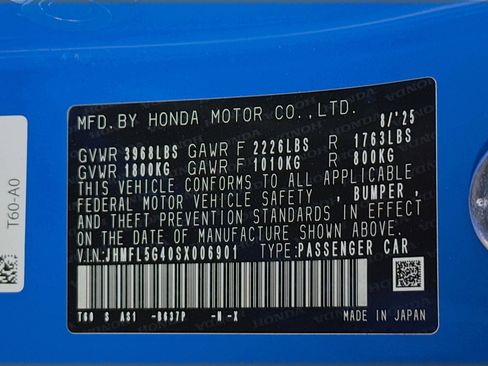 MFD.BY HONDA MOTOR CO.,LTD.
8/'25
GVWR 3968LBS GAWR F 2226LBS R 1763LBS
GVWR 1800KG GAWR F 1010KG R 800KG
THIS VEHICLE CONFORMS TO ALL APPLICABLE
FEDERAL MOTOR VEHICLE SAFETY , BUMPER ,
AND THEFT PREVENTION STANDARDS IN EFFECT
ON THE DATE OF MANUFACTURE SHOWN ABOVE.
V.I.N:JHMFL5G40SX006901 TYPE:PASSENGER CAR
T60 S AS1 -B637P -N -X
MADE IN JAPAN
T60-A0